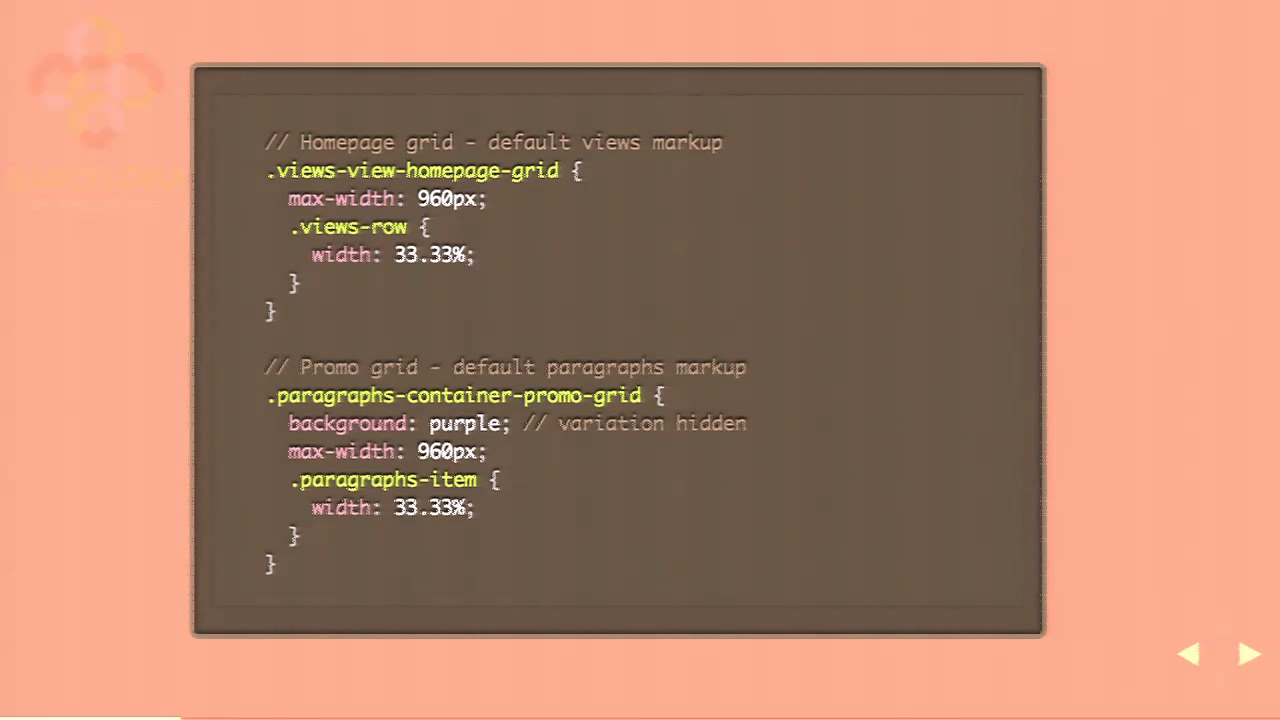 // Homepage grid - default views markup
.views-view-homepage-grid {
  max-width: 960px;
  .views-row {
    width: 33.33%;
  }
}
// Promo grid - default paragraphs markup
.paragraphs-container-promo-grid {
  background: purple; // variation hidden
  max-width: 960px;
  .paragraphs-item {
    width: 33.33%;
  }
}